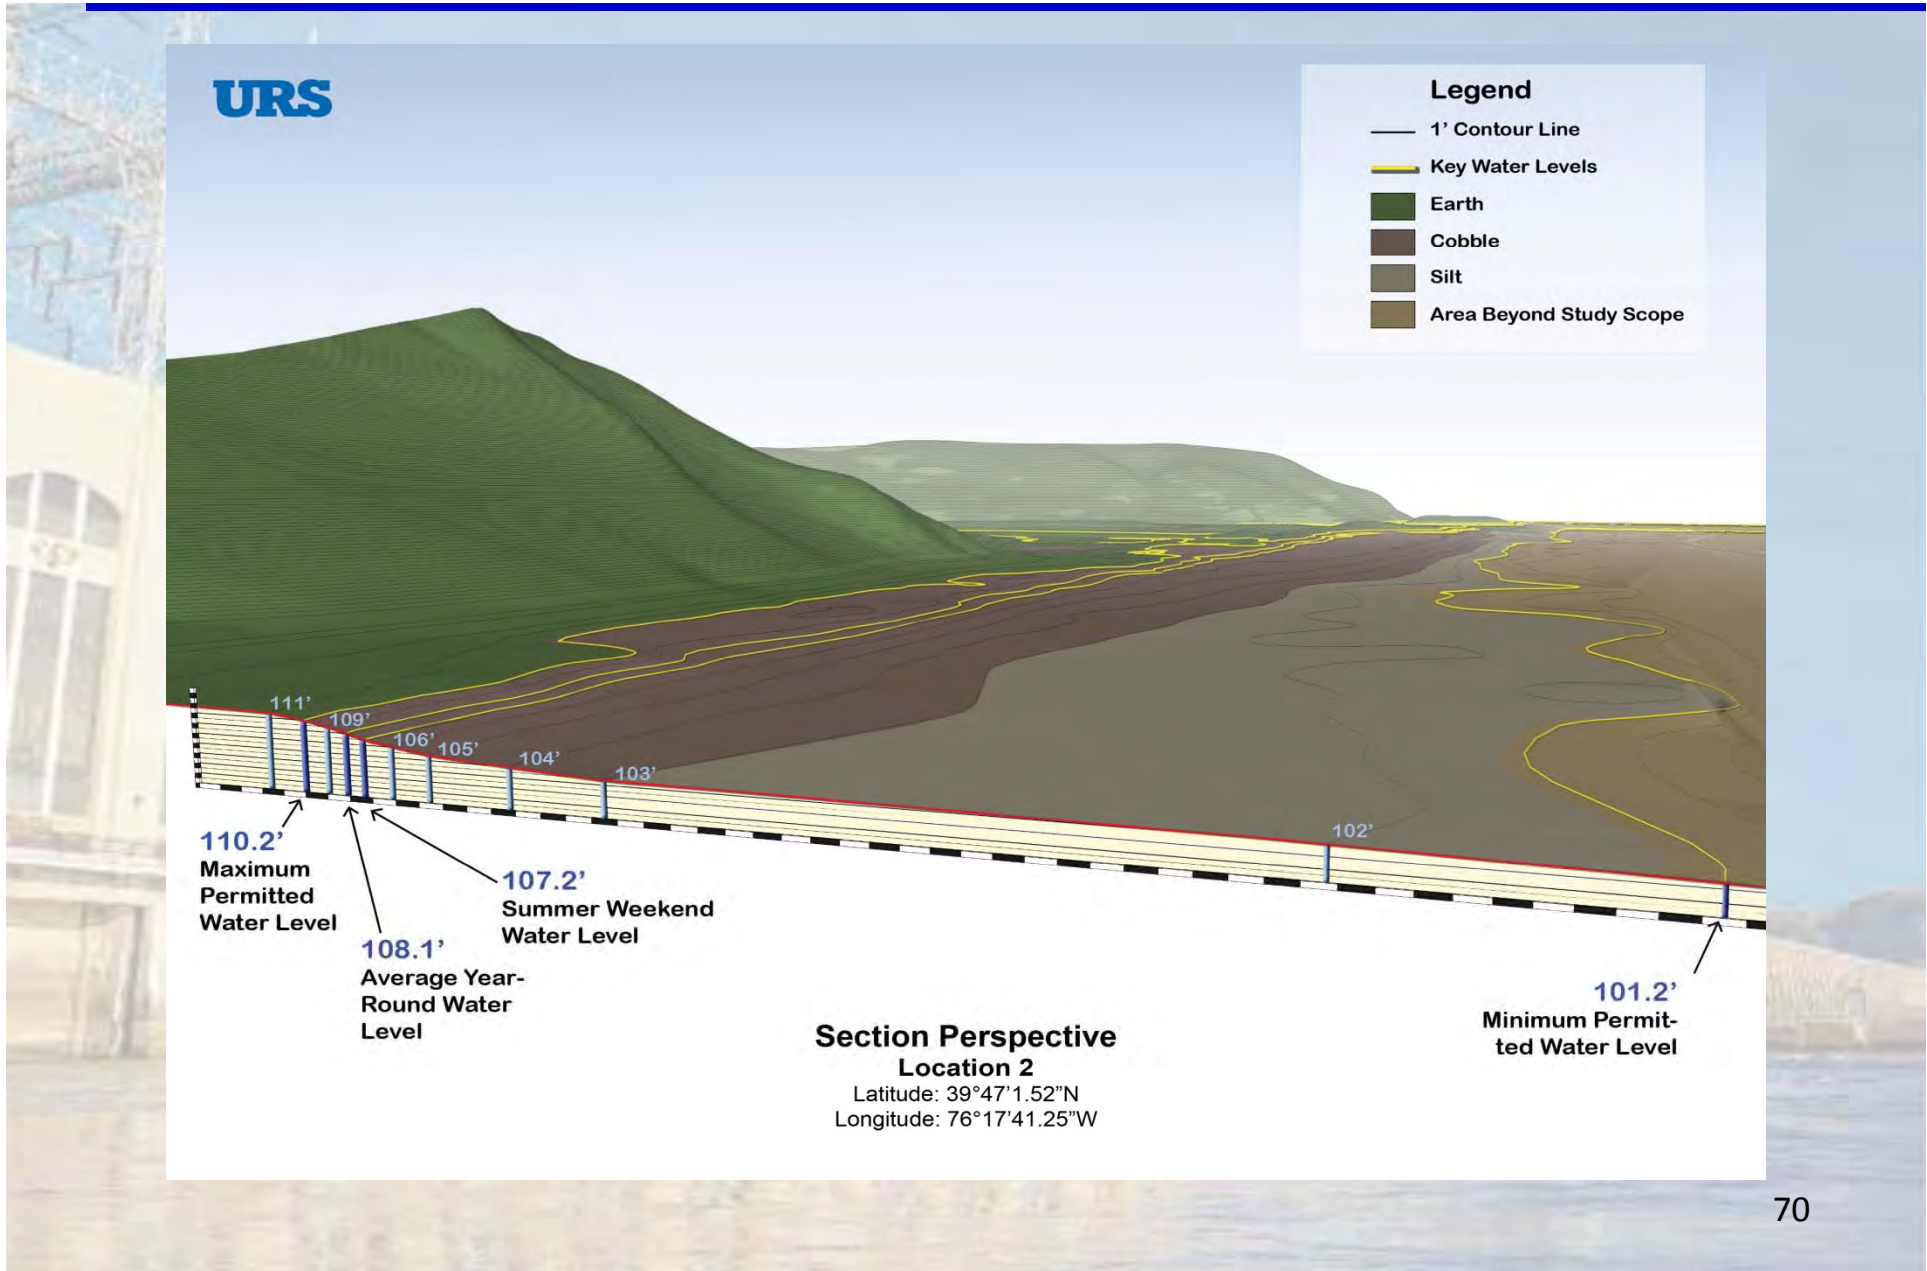 URS
Legend
1’ Contour Line
Key Water Levels
Earth
Cobble
Silt
Area Beyond Study Scope
111’
109’
106’
105’
104’
103’
102’
110.2’
Maximum
Permitted
Water Level
107.2’
Summer Weekend
Water Level
108.1’
Average Year-
Round Water
Level
101.2’
Minimum Permit-
ted Water Level
Section Perspective
Location 2
Latitude: 39°47’1.52”N
Longitude: 76°17’41.25”W
70